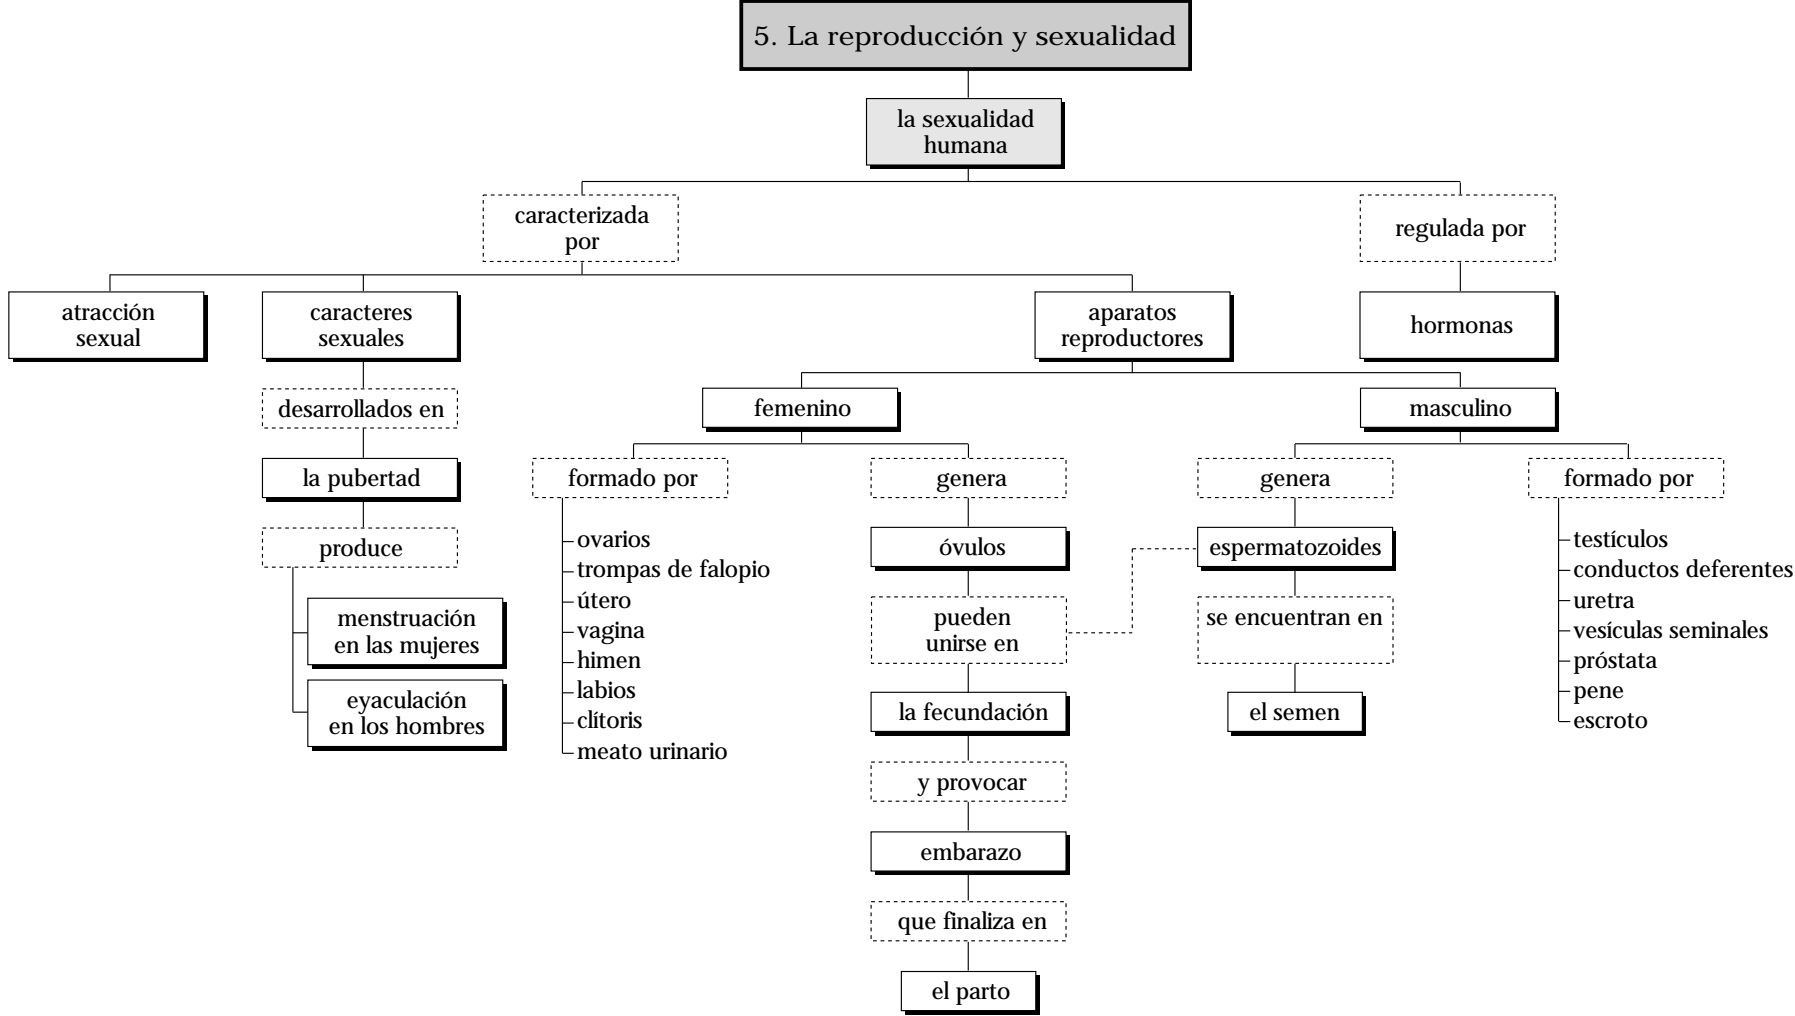 5. La reproducción y sexualidad
la sexualidad
humana
caracterizada
por
regulada por
atracción
sexual
caracteres
sexuales
aparatos
reproductores
hormonas
desarrollados en
femenino
masculino
la pubertad
formado por
genera
genera
formado por
produce
óvulos
espermatozoides
menstruación
en las mujeres
eyaculación
en los hombres
ovarios
trompas de falopio
útero
vagina
himen
labios
clítoris
meato urinario
pueden
unirse en
se encuentran en
la fecundación
el semen
testículos
conductos deferentes
uretra
vesículas seminales
próstata
pene
escroto
y provocar
embarazo
que finaliza en
el parto